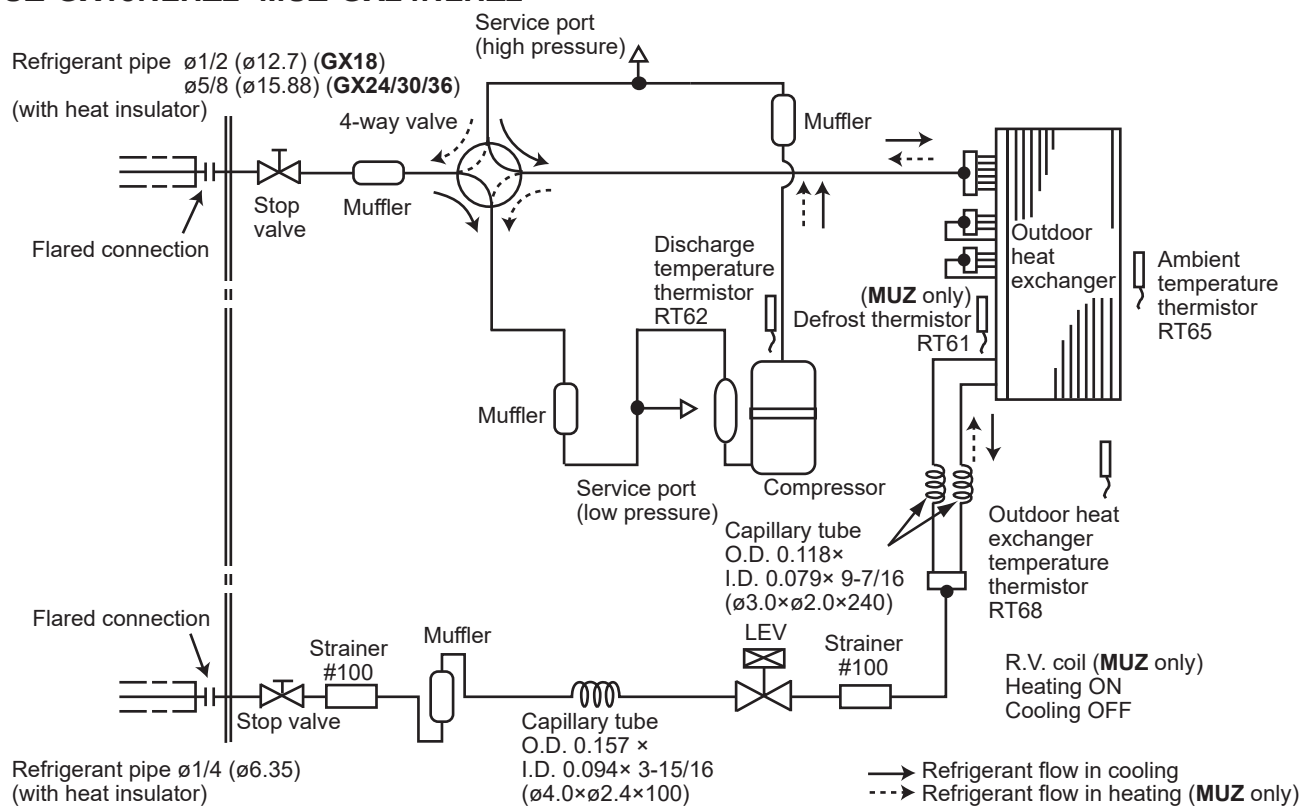 Service port
(high pressure)
Refrigerant pipe ø1/2 (ø12.7) (GX18)
ø5/8 (ø15.88) (GX24/30/36)
(with heat insulator)
4-way valve
Muffler
Stop
valve
Muffler
Flared connection
Discharge
temperature
thermistor
RT62
(MUZ only)
Defrost thermistor
RT61
Outdoor
heat
exchanger
Ambient
temperature
thermistor
RT65
Muffler
Service port
(low pressure)
Compressor
Capillary tube
O.D. 0.118×
I.D. 0.079× 9-7/16
(ø3.0×ø2.0×240)
Outdoor heat
exchanger
temperature
thermistor
RT68
Flared connection
Strainer
#100
Muffler
LEV
Strainer
#100
R.V. coil (MUZ only)
Heating ON
Cooling OFF
Stop valve
Capillary tube
O.D. 0.157 ×
I.D. 0.094× 3-15/16
(ø4.0×ø2.4×100)
Refrigerant pipe ø1/4 (ø6.35)
(with heat insulator)
Refrigerant flow in cooling
Refrigerant flow in heating (MUZ only)